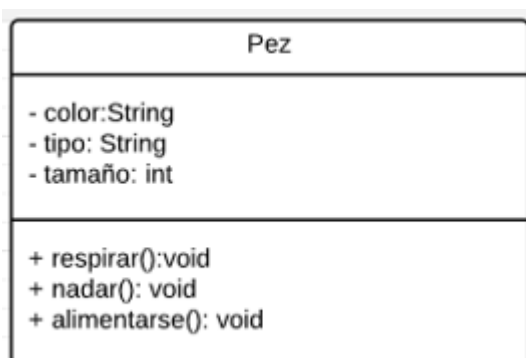 Pez
- color:String
- tipo: String
- tamaño: int
+ respirar():void
+ nadar(): void
+ alimentarse(): void